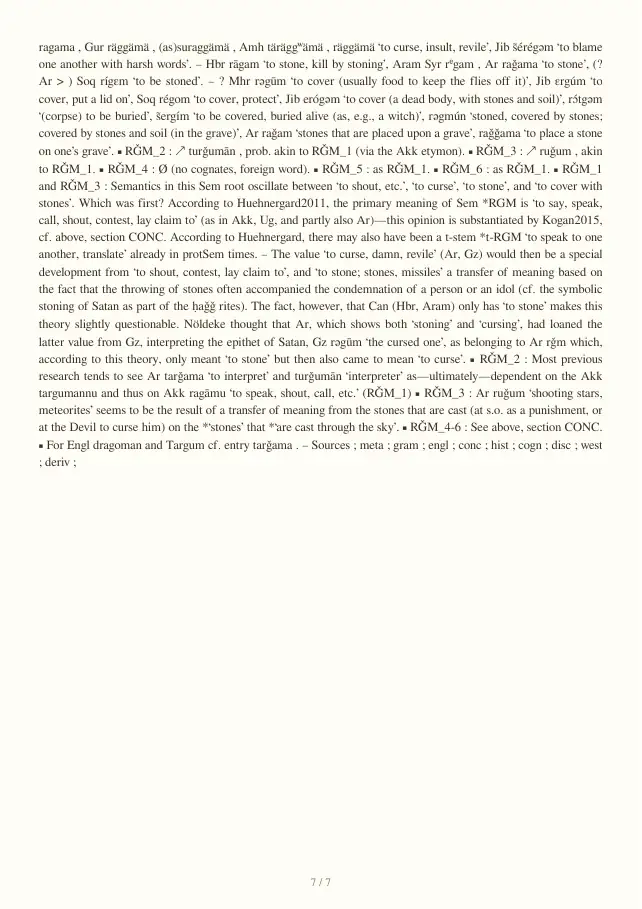 ragama , Gur räggämä , (as)suraggämä , Amh täräggʷämä , räggämä ‘to curse, insult, revile’, Jib šérégəm ‘to blame
one another with harsh words’. – Hbr rāgam ‘to stone, kill by stoning’, Aram Syr rᵉgam , Ar raǧama ‘to stone’, (?
Ar > ) Soq rígɛm ‘to be stoned’. – ? Mhr rəgūm ‘to cover (usually food to keep the flies off it)’, Jib ɛrgúm ‘to
cover, put a lid on’, Soq régom ‘to cover, protect’, Jib erógəm ‘to cover (a dead body, with stones and soil)’, rɔ́tgəm
‘(corpse) to be buried’, šergím ‘to be covered, buried alive (as, e.g., a witch)’, rəgmún ‘stoned, covered by stones;
covered by stones and soil (in the grave)’, Ar raǧam ‘stones that are placed upon a grave’, raǧǧama ‘to place a stone
on one’s grave’. ▪ RǦM_2 : ↗ turǧumān , prob. akin to RǦM_1 (via the Akk etymon). ▪ RǦM_3 : ↗ ruǧum , akin
to RǦM_1. ▪ RǦM_4 : Ø (no cognates, foreign word). ▪ RǦM_5 : as RǦM_1. ▪ RǦM_6 : as RǦM_1. ▪ RǦM_1
and RǦM_3 : Semantics in this Sem root oscillate between ‘to shout, etc.’, ‘to curse’, ‘to stone’, and ‘to cover with
stones’. Which was first? According to Huehnergard2011, the primary meaning of Sem *RGM is ‘to say, speak,
call, shout, contest, lay claim to’ (as in Akk, Ug, and partly also Ar)—this opinion is substantiated by Kogan2015,
cf. above, section CONC. According to Huehnergard, there may also have been a t-stem *t-RGM ‘to speak to one
another, translate’ already in protSem times. – The value ‘to curse, damn, revile’ (Ar, Gz) would then be a special
development from ‘to shout, contest, lay claim to’, and ‘to stone; stones, missiles’ a transfer of meaning based on
the fact that the throwing of stones often accompanied the condemnation of a person or an idol (cf. the symbolic
stoning of Satan as part of the ḥaǧǧ rites). The fact, however, that Can (Hbr, Aram) only has ‘to stone’ makes this
theory slightly questionable. Nöldeke thought that Ar, which shows both ‘stoning’ and ‘cursing’, had loaned the
latter value from Gz, interpreting the epithet of Satan, Gz rəgūm ‘the cursed one’, as belonging to Ar rǧm which,
according to this theory, only meant ‘to stone’ but then also came to mean ‘to curse’. ▪ RǦM_2 : Most previous
research tends to see Ar tarǧama ‘to interpret’ and turǧumān ‘interpreter’ as—ultimately—dependent on the Akk
targumannu and thus on Akk ragāmu ‘to speak, shout, call, etc.’ (RǦM_1) ▪ RǦM_3 : Ar ruǧum ‘shooting stars,
meteorites’ seems to be the result of a transfer of meaning from the stones that are cast (at s.o. as a punishment, or
at the Devil to curse him) on the *‘stones’ that *‘are cast through the sky’. ▪ RǦM_4-6 : See above, section CONC.
▪ For Engl dragoman and Targum cf. entry tarǧama . – Sources ; meta ; gram ; engl ; conc ; hist ; cogn ; disc ; west
; deriv ;
7 / 7